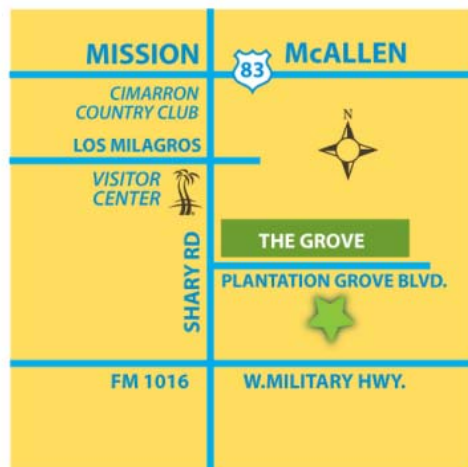 MISSION
83
McALLEN
CIMARRON
COUNTRY CLUB
LOS MILAGROS
N
VISITOR
CENTER
SHARY RD
THE GROVE
PLANTATION GROVE BLVD.
FM 1016
W.MILITARY HWY.